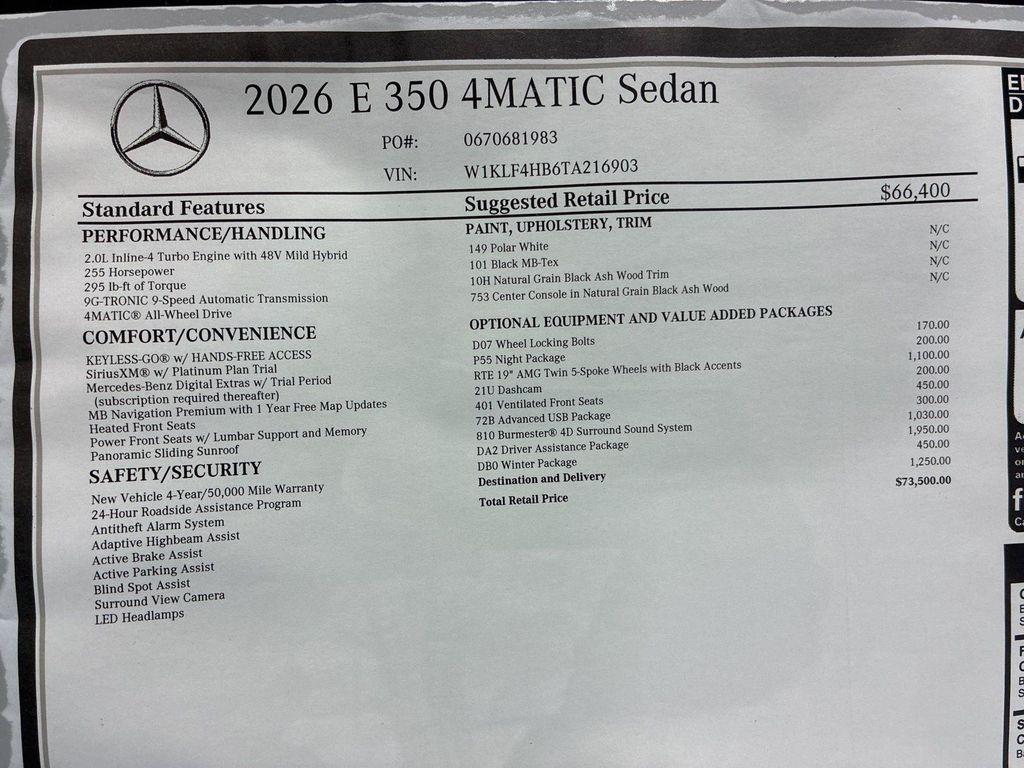 2026 E 350 4MATIC Sedan
PO#: 0670681983
VIN: W1KLF4HB6TA216903
Standard Features
PERFORMANCE/HANDLING
2.0L Inline-4 Turbo Engine with 48V Mild Hybrid
255 Horsepower
295 lb-ft of Torque
9G-TRONIC 9-Speed Automatic Transmission
4MATIC® All-Wheel Drive
COMFORT/CONVENIENCE
KEYLESS-GO® w/ HANDS-FREE ACCESS
SiriusXM® w/ Platinum Plan Trial
Mercedes-Benz Digital Extras w/ Trial Period
(subscription required thereafter)
MB Navigation Premium with 1 Year Free Map Updates
Heated Front Seats
Power Front Seats w/ Lumbar Support and Memory
Panoramic Sliding Sunroof
SAFETY/SECURITY
New Vehicle 4-Year/50,000 Mile Warranty
24-Hour Roadside Assistance Program
Antitheft Alarm System
Adaptive Highbeam Assist
Active Brake Assist
Active Parking Assist
Blind Spot Assist
Surround View Camera
LED Headlamps
Suggested Retail Price $66,400
PAINT, UPHOLSTERY, TRIM
149 Polar White N/C
101 Black MB-Tex N/C
10H Natural Grain Black Ash Wood Trim N/C
753 Center Console in Natural Grain Black Ash Wood N/C
OPTIONAL EQUIPMENT AND VALUE ADDED PACKAGES
D07 Wheel Locking Bolts 170.00
P55 Night Package 200.00
RTE 19" AMG Twin 5-Spoke Wheels with Black Accents 1,100.00
21U Dashcam 200.00
401 Ventilated Front Seats 450.00
72B Advanced USB Package 300.00
810 Burmester® 4D Surround Sound System 1,030.00
DA2 Driver Assistance Package 1,950.00
DB0 Winter Package 450.00
Destination and Delivery 1,250.00
Total Retail Price $73,500.00